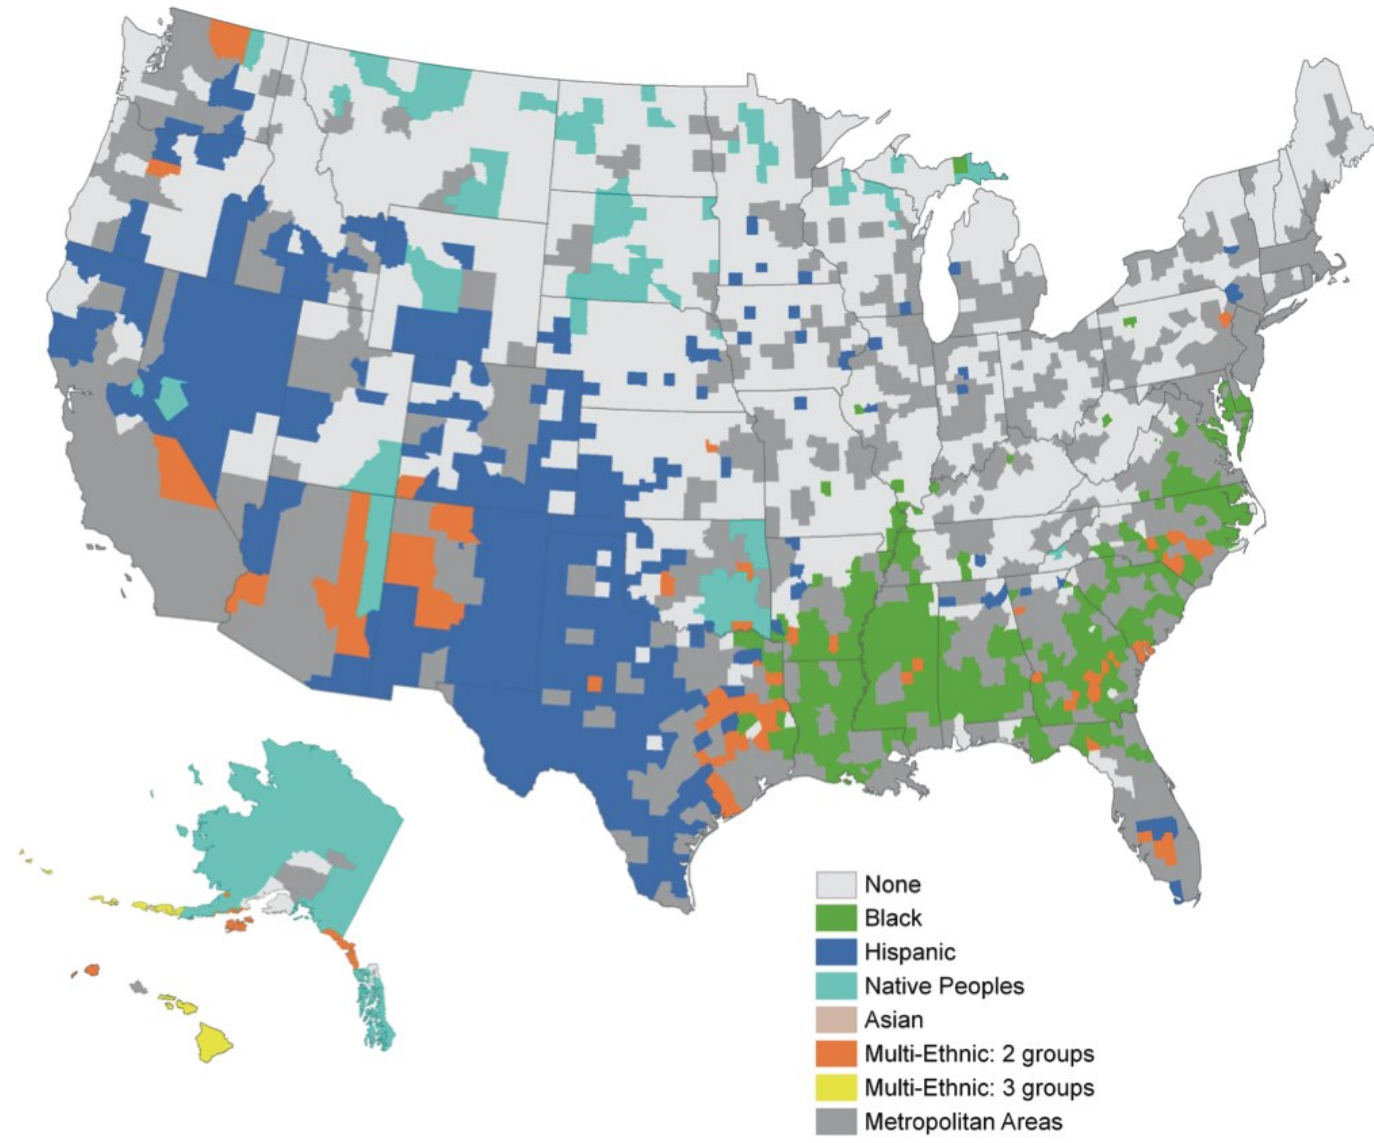 None
Black
Hispanic
Native Peoples
Asian
Multi-Ethnic: 2 groups
Multi-Ethnic: 3 groups
Metropolitan Areas